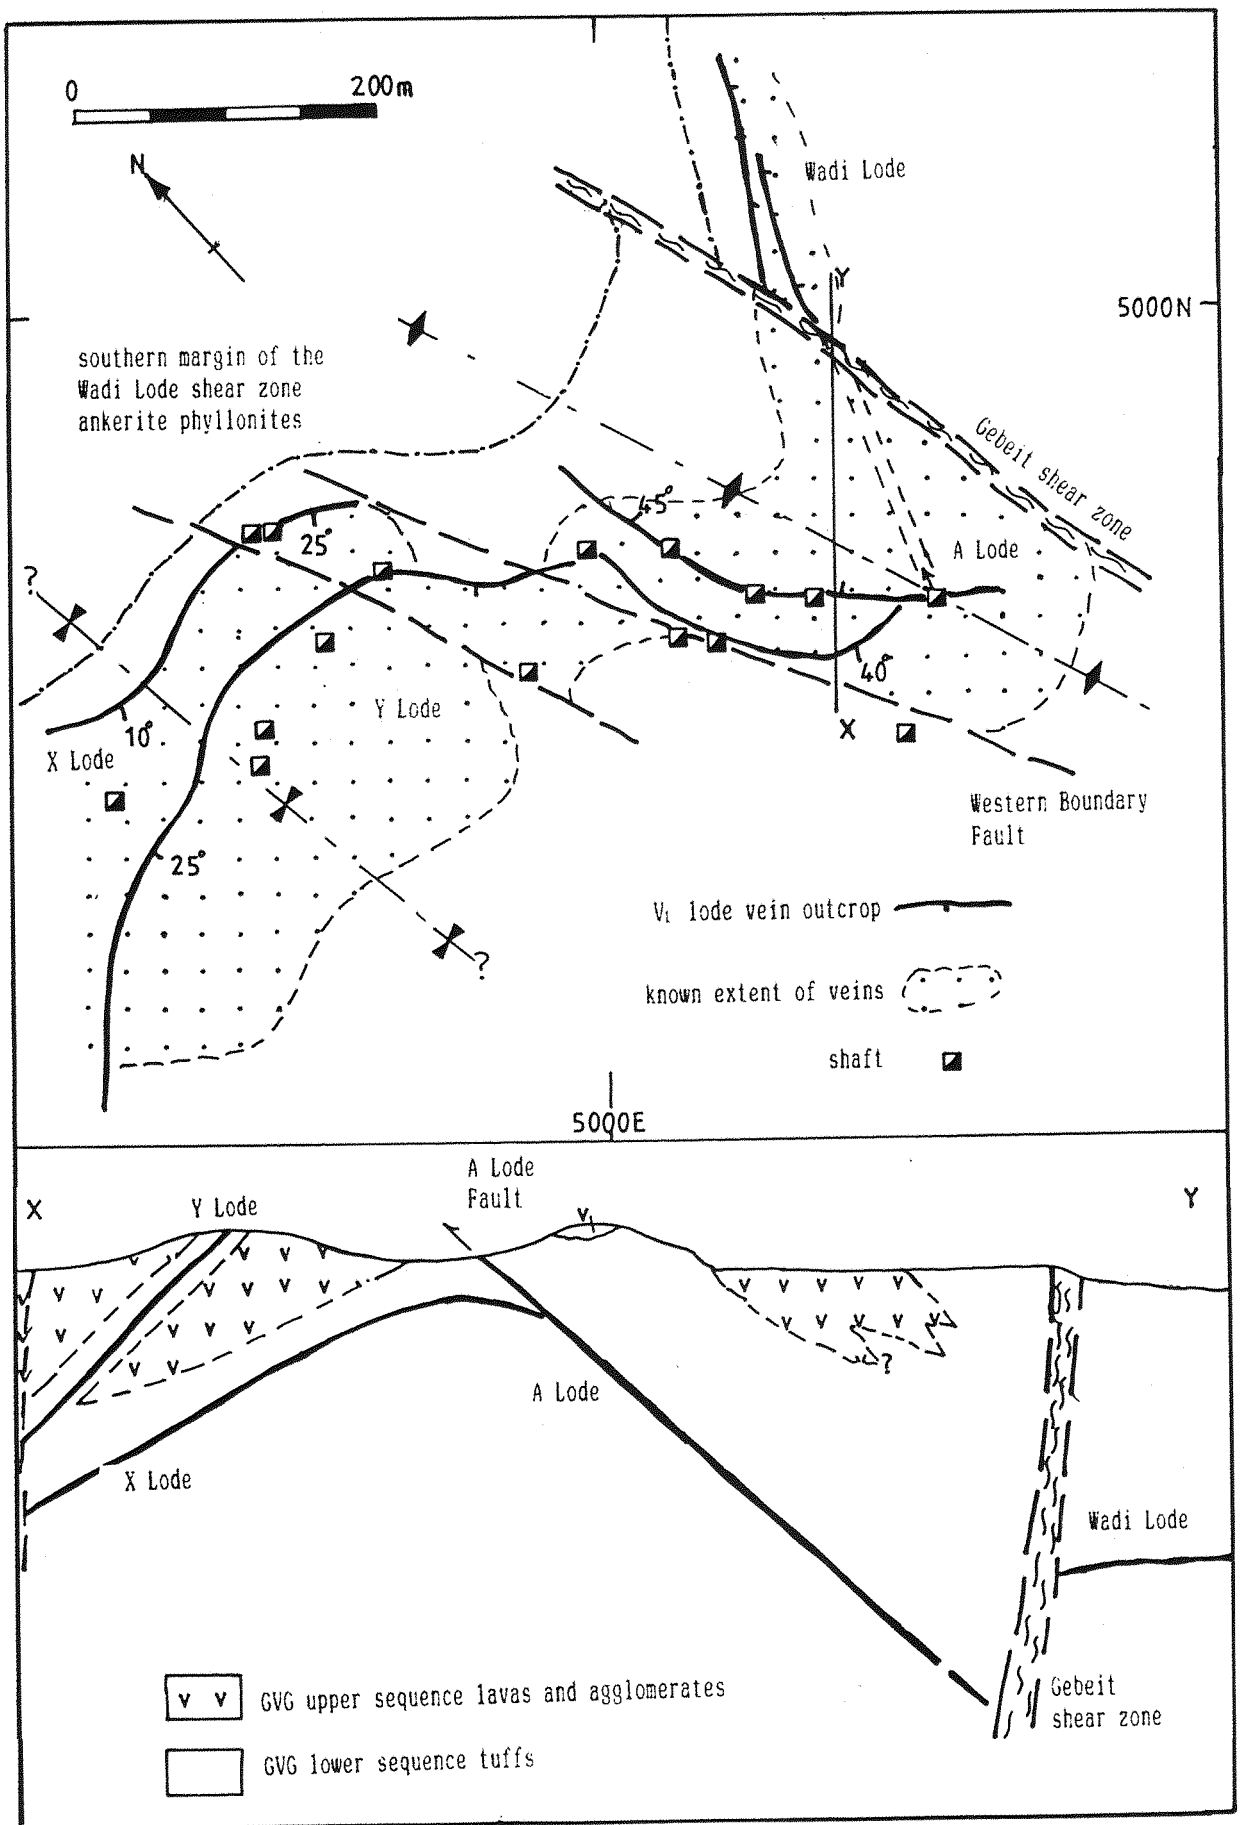 0 200m
N
Wadi Lode
Y
5000N
southern margin of the
Wadi Lode shear zone
ankerite phyllonites
Gebeit shear
zone
45°
25°
A Lode
?
40°
10°
Y Lode
X Lode
X
Western Boundary
Fault
25°
V₁ lode vein outcrop
?
known extent of veins
shaft
5000E
A Lode
Fault
X
Y Lode
Y
V
V V V V V
V V V V V
V V V V
V V
V V V V V
V V V V
?
A Lode
X Lode
Wadi Lode
V V GVG upper sequence lavas and agglomerates
Gebeit
shear zone
GVG lower sequence tuffs